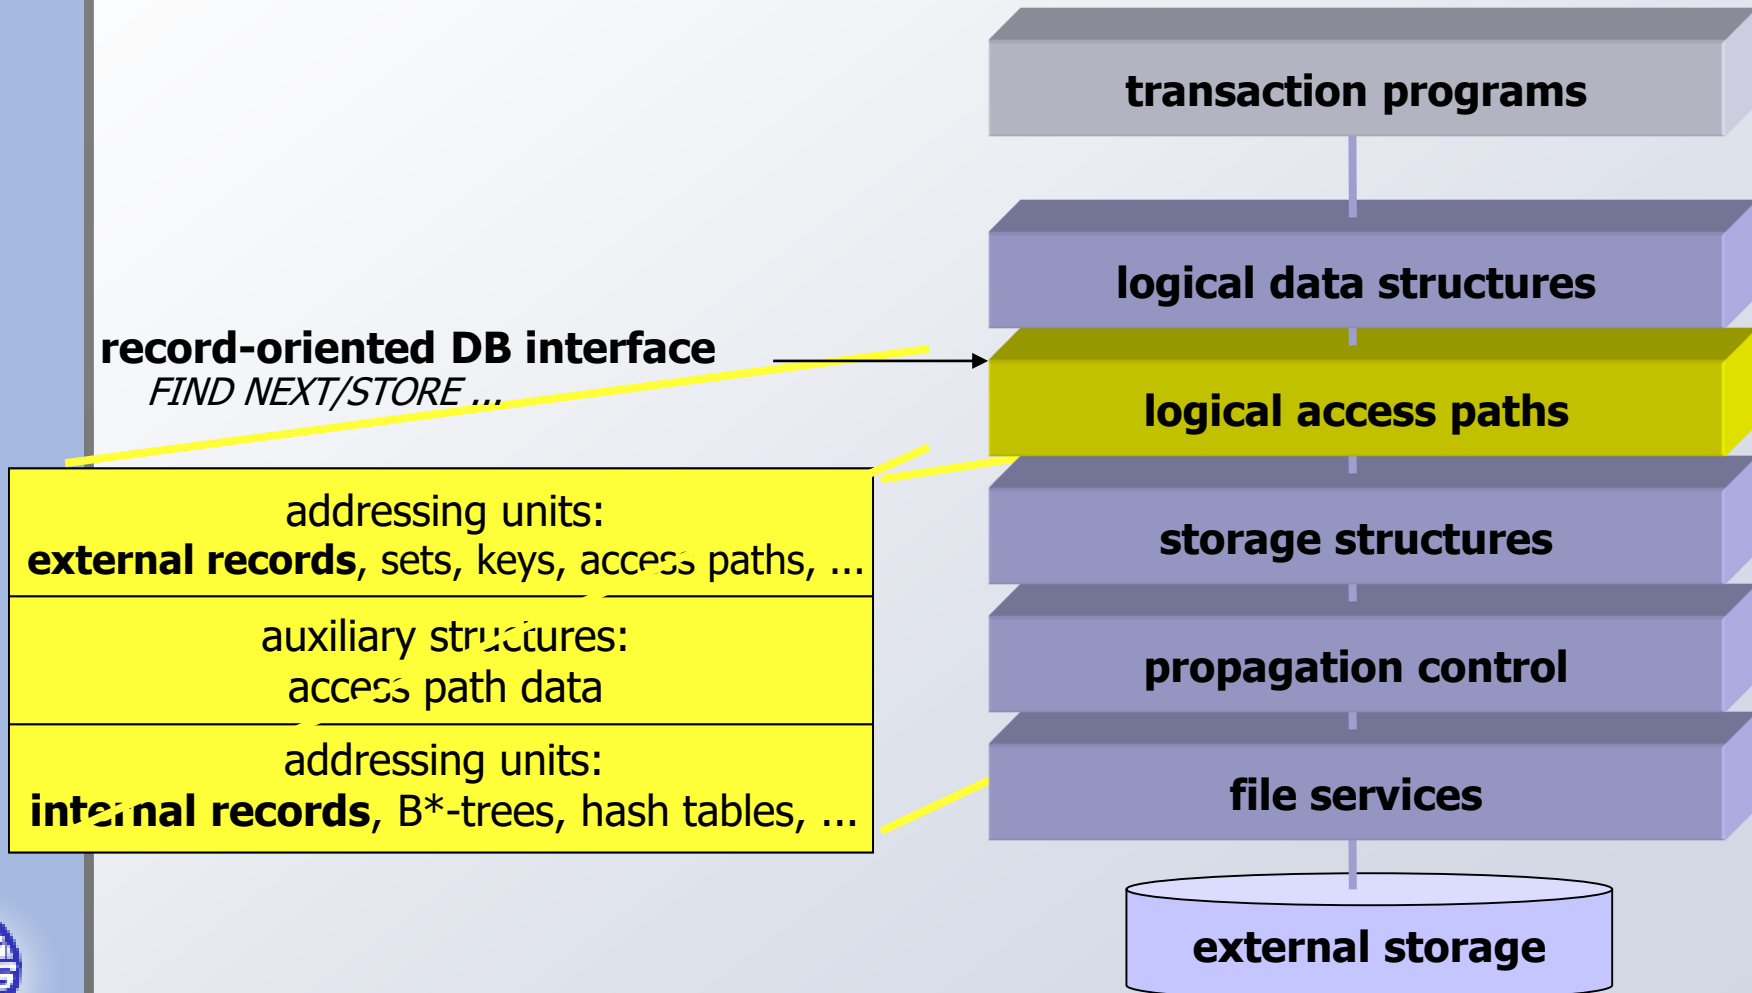 transaction programs
logical data structures
record-oriented DB interface
FIND NEXT/STORE ...
logical access paths
addressing units:
external records, sets, keys, access paths, ...
storage structures
auxiliary structures:
access path data
propagation control
addressing units:
internal records, B*-trees, hash tables, ...
file services
external storage